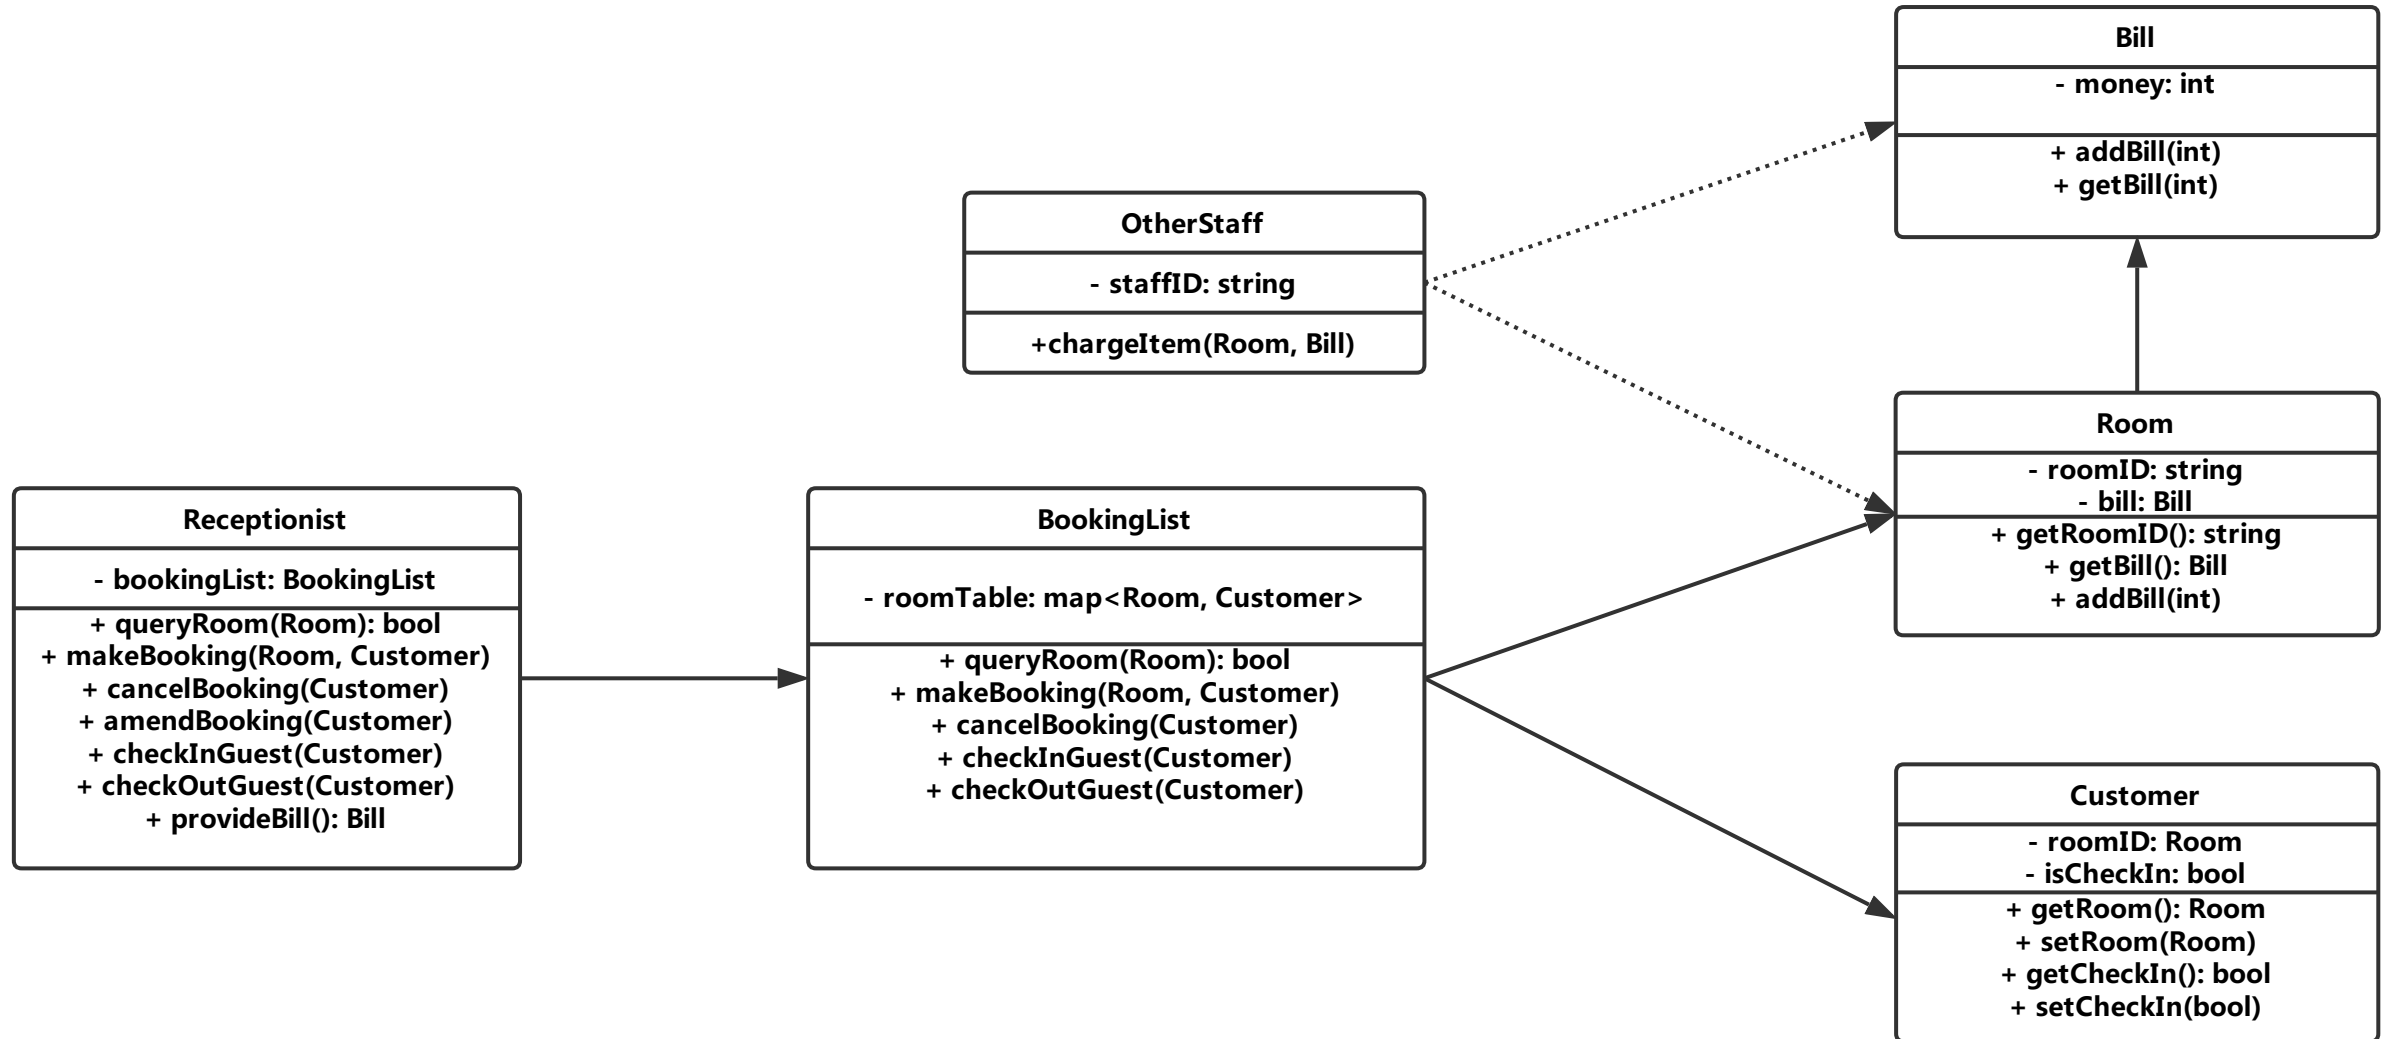 Bill
- money: int
+ addBill(int)
+ getBill(int)
OtherStaff
- staffID: string
+chargeItem(Room, Bill)
Room
- roomID: string
- bill: Bill
+ getRoomID(): string
+ getBill(): Bill
+ addBill(int)
Receptionist
- bookingList: BookingList
+ queryRoom(Room): bool
+ makeBooking(Room, Customer)
+ cancelBooking(Customer)
+ amendBooking(Customer)
+ checkInGuest(Customer)
+ checkOutGuest(Customer)
+ provideBill(): Bill
BookingList
- roomTable: map<Room, Customer>
+ queryRoom(Room): bool
+ makeBooking(Room, Customer)
+ cancelBooking(Customer)
+ checkInGuest(Customer)
+ checkOutGuest(Customer)
Customer
- roomID: Room
- isCheckIn: bool
+ getRoom(): Room
+ setRoom(Room)
+ getCheckIn(): bool
+ setCheckIn(bool)